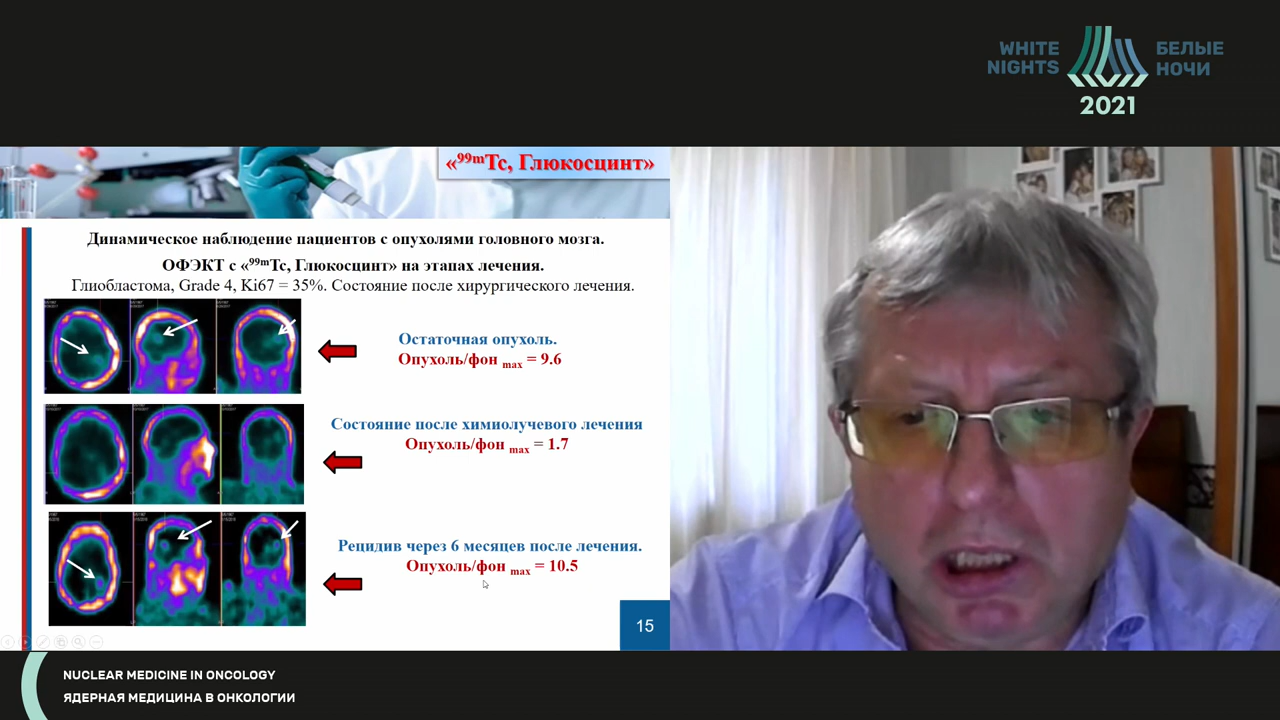 WHITE
NIGHTS
БЕЛЫЕ
НОЧИ
2021
«⁹⁹ᵐTc, Глюкосцинт»
Динамическое наблюдение пациентов с опухолями головного мозга.
ОФЭКТ с «⁹⁹ᵐTc, Глюкосцинт» на этапах лечения.
Глиобластома, Grade 4, Ki67 = 35%. Состояние после хирургического лечения.
Остаточная опухоль.
Опухоль/фон max = 9.6
Состояние после химиолучевого лечения
Опухоль/фон max = 1.7
Рецидив через 6 месяцев после лечения.
Опухоль/фон max = 10.5
15
NUCLEAR MEDICINE IN ONCOLOGY
ЯДЕРНАЯ МЕДИЦИНА В ОНКОЛОГИИ